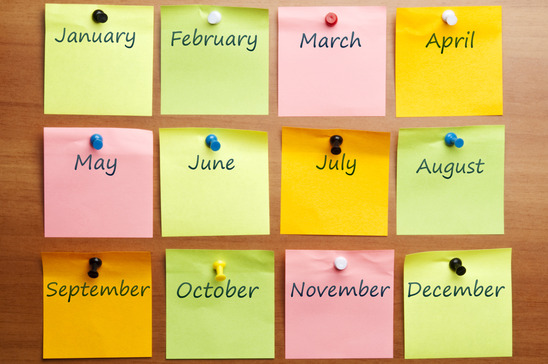 January
February
March
April
May
June
July
August
September
October
November
December